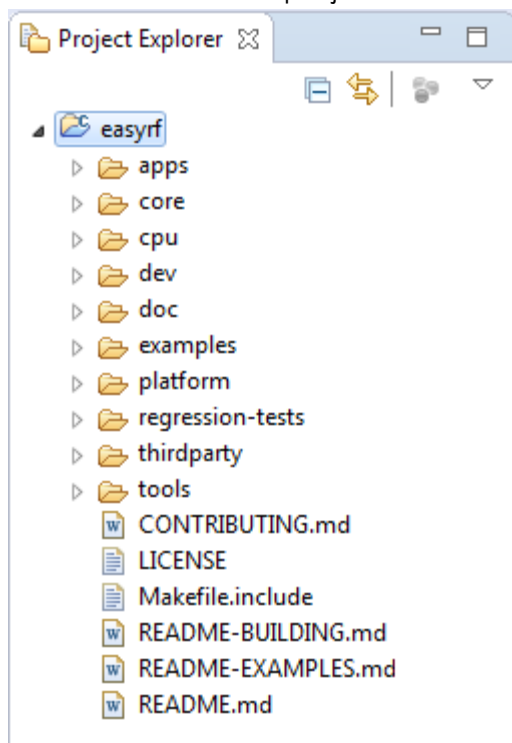 Project Explorer
easyrf
apps
core
cpu
dev
doc
examples
platform
regression-tests
thirdparty
tools
CONTRIBUTING.md
LICENSE
Makefile.include
README-BUILDING.md
README-EXAMPLES.md
README.md